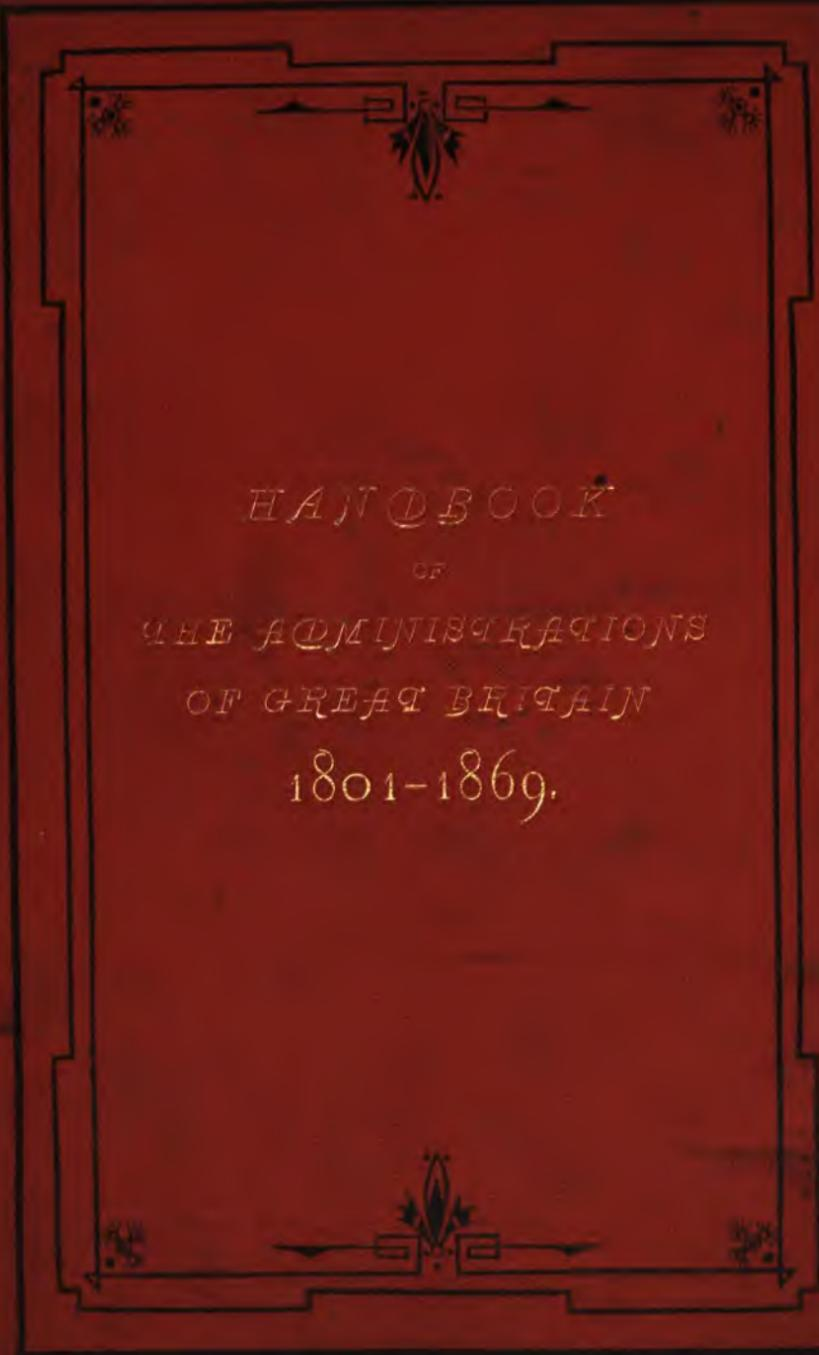 HANDBOOK
OF
THE ADMINISTRATIONS
OF GREAT BRITAIN
1801-1869.